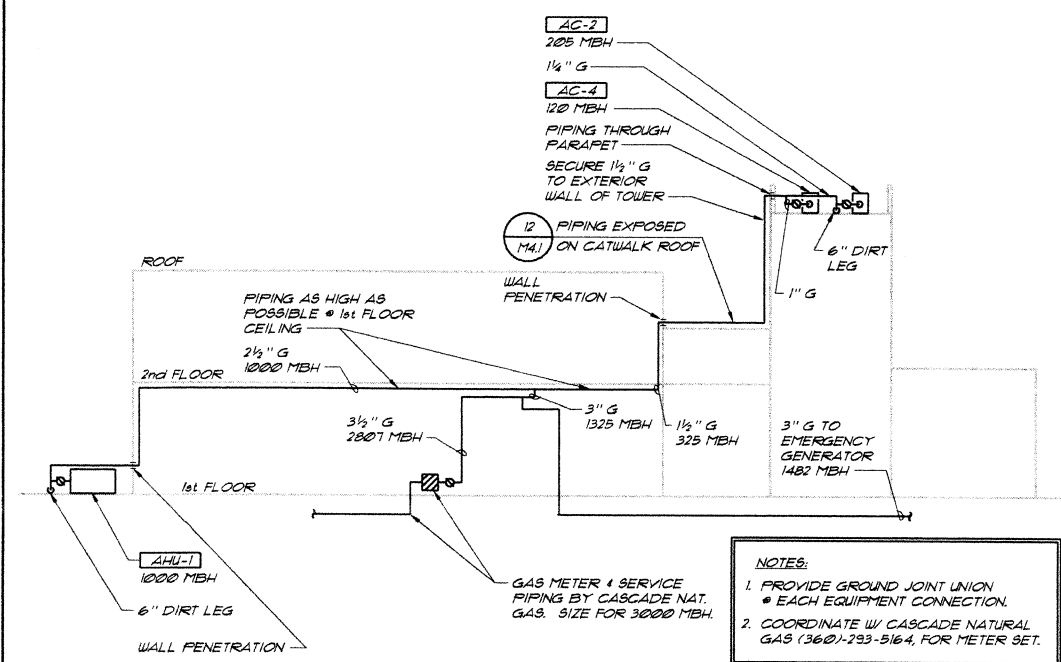 AC-2
205 MBH
1¼" G
AC-4
120 MBH
PIPING THROUGH
PARAPET
SECURE 1½" G
TO EXTERIOR
WALL OF TOWER
12
M4.1
PIPING EXPOSED
ON CATWALK ROOF
6" DIRT
LEG
1" G
ROOF
WALL
PENETRATION
PIPING AS HIGH AS
POSSIBLE @ 1st FLOOR
CEILING
2½" G
1000 MBH
2nd FLOOR
3½" G
2807 MBH
3" G
1325 MBH
1½" G
325 MBH
3" G TO
EMERGENCY
GENERATOR
1482 MBH
1st FLOOR
AHU-1
1000 MBH
6" DIRT LEG
WALL PENETRATION
GAS METER & SERVICE
PIPING BY CASCADE NAT.
GAS. SIZE FOR 3000 MBH.
NOTES:
1. PROVIDE GROUND JOINT UNION
@ EACH EQUIPMENT CONNECTION.
2. COORDINATE W/ CASCADE NATURAL
GAS (360)-293-5164, FOR METER SET.